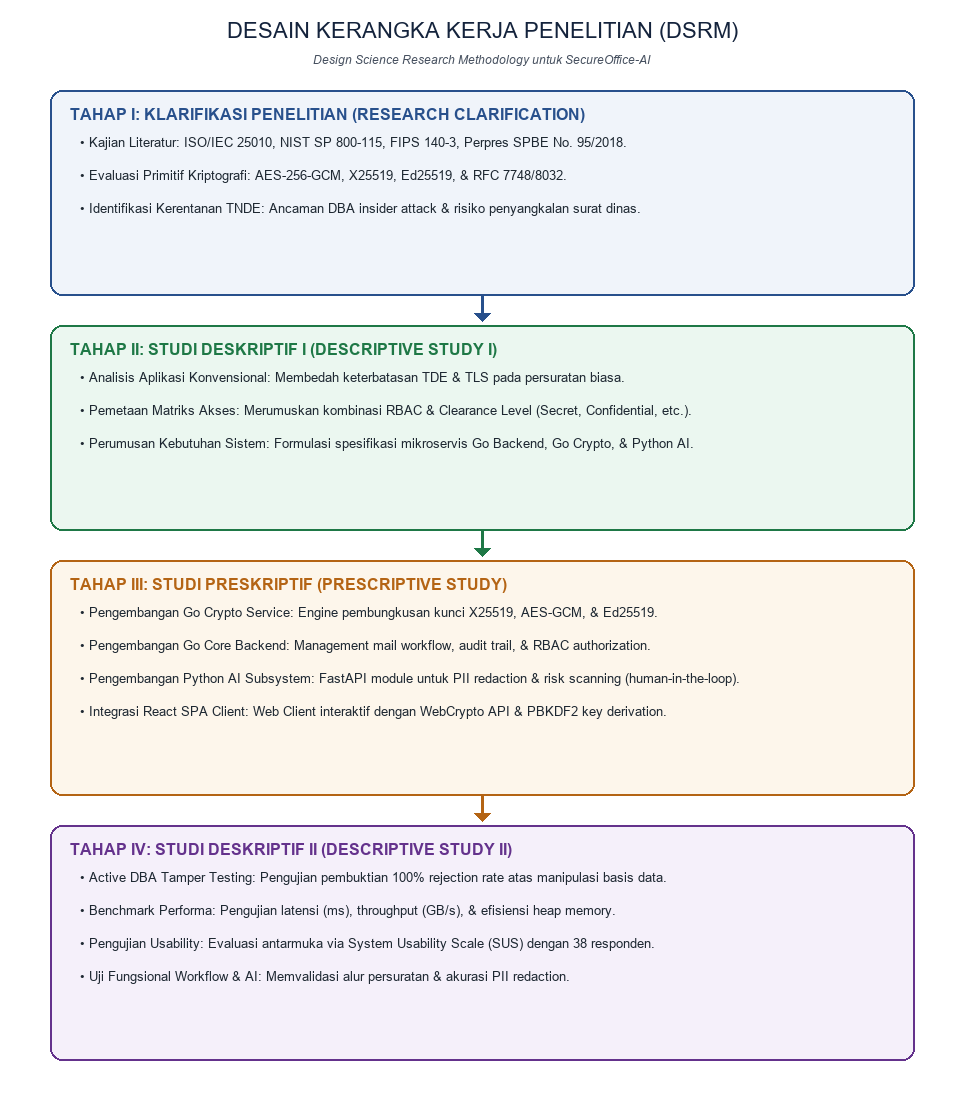 DESAIN KERANGKA KERJA PENELITIAN (DSRM)
Design Science Research Methodology untuk SecureOffice-AI
TAHAP I: KLARIFIKASI PENELITIAN (RESEARCH CLARIFICATION)
• Kajian Literatur: ISO/IEC 25010, NIST SP 800-115, FIPS 140-3, Perpres SPBE No. 95/2018.
• Evaluasi Primitif Kriptografi: AES-256-GCM, X25519, Ed25519, & RFC 7748/8032.
• Identifikasi Kerentanan TNDE: Ancaman DBA insider attack & risiko penyangkalan surat dinas.
TAHAP II: STUDI DESKRIPTIF I (DESCRIPTIVE STUDY I)
• Analisis Aplikasi Konvensional: Membedah keterbatasan TDE & TLS pada persuratan biasa.
• Pemetaan Matriks Akses: Merumuskan kombinasi RBAC & Clearance Level (Secret, Confidential, etc.).
• Perumusan Kebutuhan Sistem: Formulasi spesifikasi mikroservis Go Backend, Go Crypto, & Python AI.
TAHAP III: STUDI PRESKRIPTIF (PRESCRIPTIVE STUDY)
• Pengembangan Go Crypto Service: Engine pembungkusan kunci X25519, AES-GCM, & Ed25519.
• Pengembangan Go Core Backend: Management mail workflow, audit trail, & RBAC authorization.
• Pengembangan Python AI Subsystem: FastAPI module untuk PII redaction & risk scanning (human-in-the-loop).
• Integrasi React SPA Client: Web Client interaktif dengan WebCrypto API & PBKDF2 key derivation.
TAHAP IV: STUDI DESKRIPTIF II (DESCRIPTIVE STUDY II)
• Active DBA Tamper Testing: Pengujian pembuktian 100% rejection rate atas manipulasi basis data.
• Benchmark Performa: Pengujian latensi (ms), throughput (GB/s), & efisiensi heap memory.
• Pengujian Usability: Evaluasi antarmuka via System Usability Scale (SUS) dengan 38 responden.
• Uji Fungsional Workflow & AI: Memvalidasi alur persuratan & akurasi PII redaction.